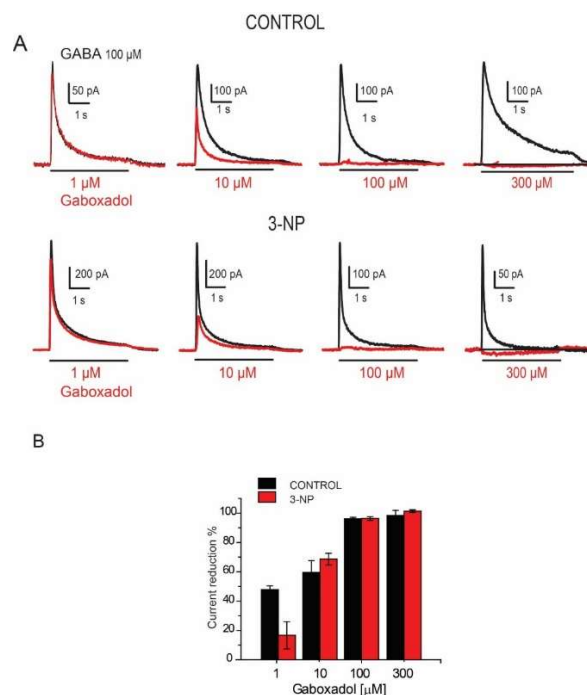 CONTROL
A
GABA 100 µM
50 pA
1 s
100 pA
1 s
100 pA
1 s
100 pA
1 s
1 µM
10 µM
100 µM
300 µM
Gaboxadol
3-NP
200 pA
1 s
200 pA
1 s
100 pA
1 s
50 pA
1 s
1 µM
10 µM
100 µM
300 µM
Gaboxadol
B
CONTROL
3-NP
Current reduction %
100
80
60
40
20
0
1 10 100 300
Gaboxadol [µM]